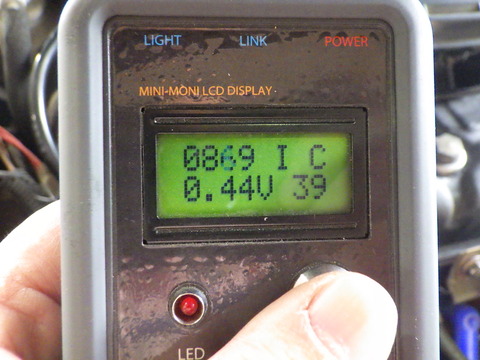 LIGHT LINK POWER
MINI-MONI LCD DISPLAY
0869 I C
0.44V 39
LED